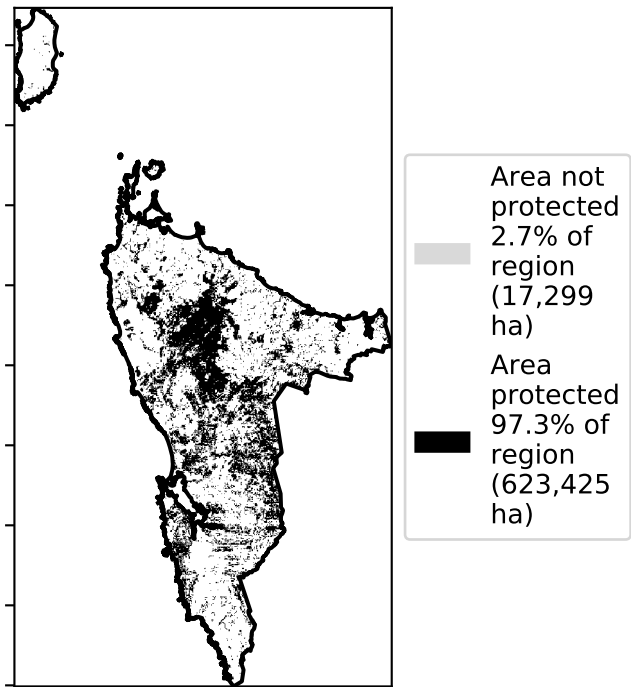 Area not
protected
2.7% of
region
(17,299
ha)
Area
protected
97.3% of
region
(623,425
ha)